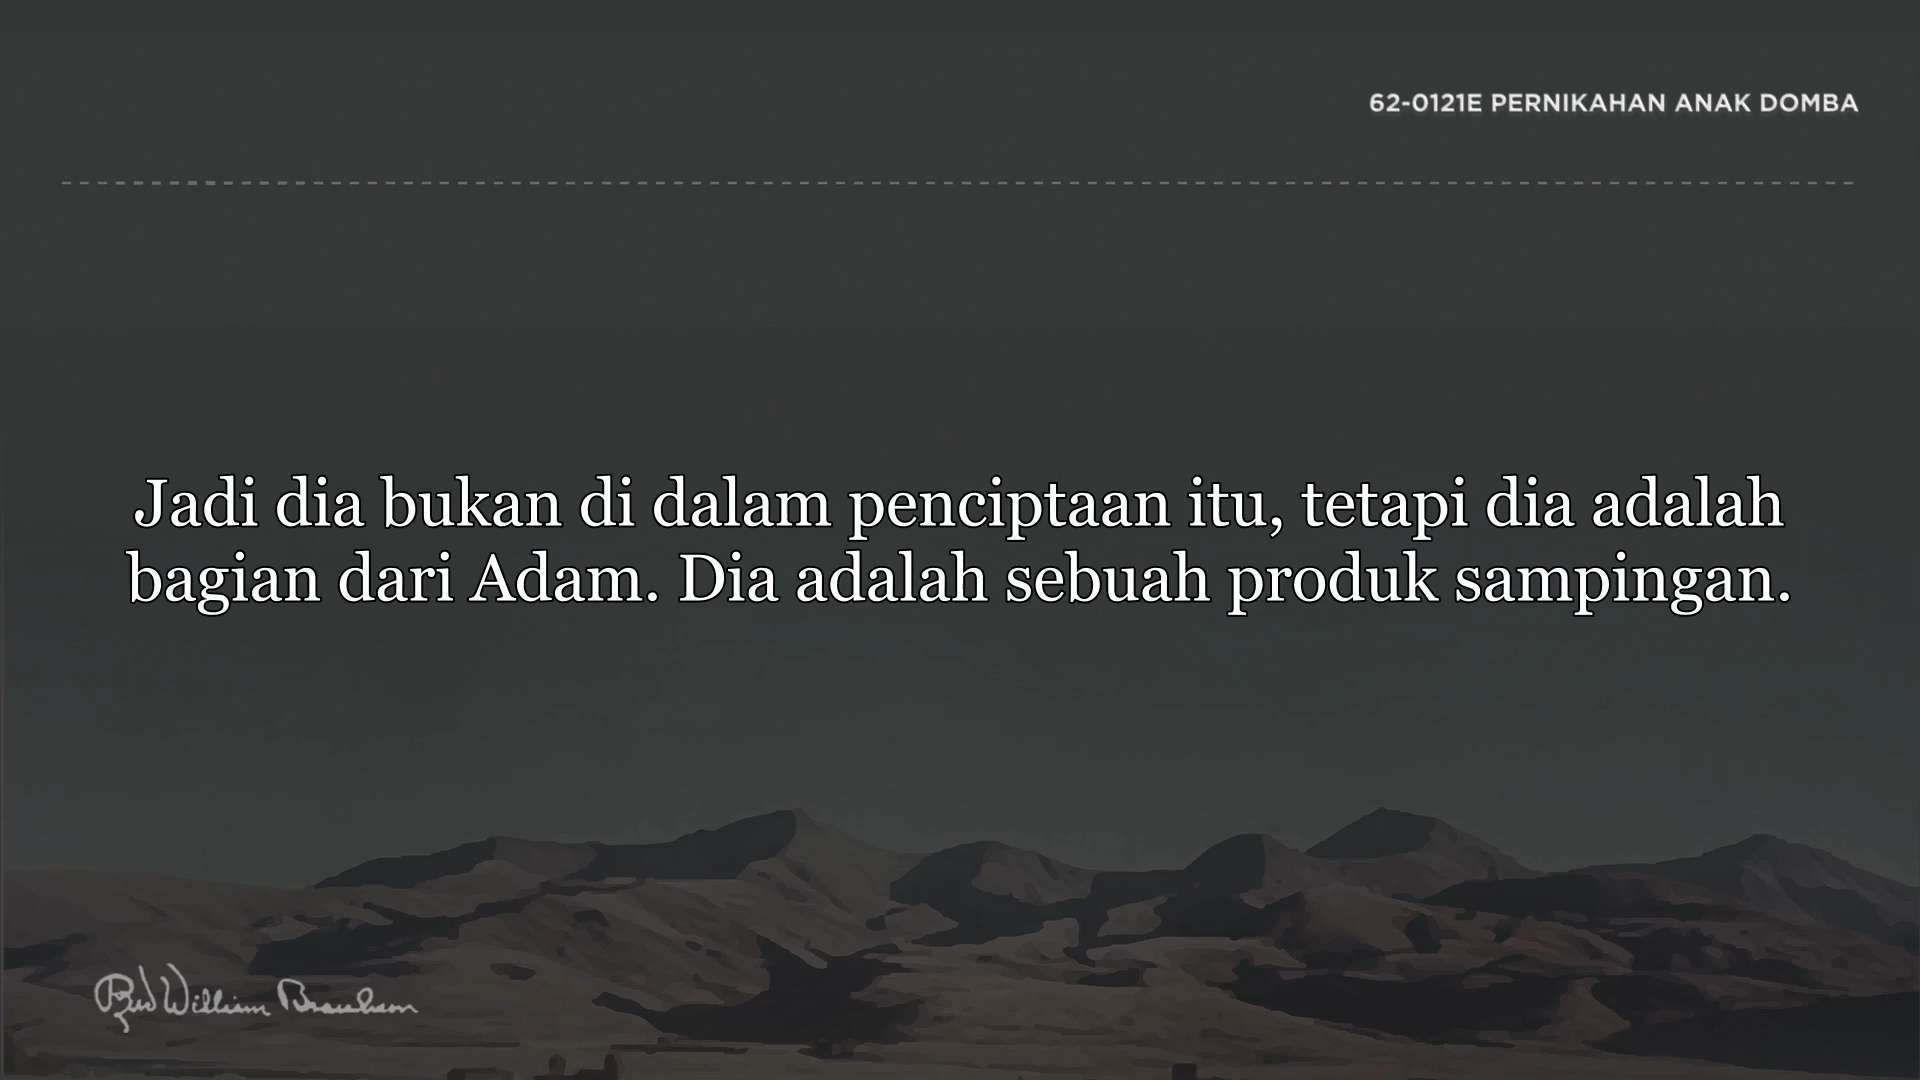 62-0121E PERNIKAHAN ANAK DOMBA
Jadi dia bukan di dalam penciptaan itu, tetapi dia adalah
bagian dari Adam. Dia adalah sebuah produk sampingan.
Rev William Branham